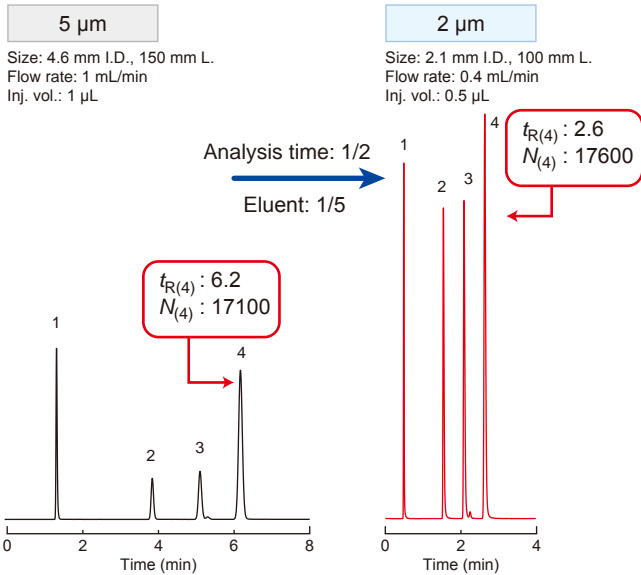 5 µm
Size: 4.6 mm I.D., 150 mm L.
Flow rate: 1 mL/min
Inj. vol.: 1 µL
2 µm
Size: 2.1 mm I.D., 100 mm L.
Flow rate: 0.4 mL/min
Inj. vol.: 0.5 µL
Analysis time: 1/2
Eluent: 1/5
tR(4) : 6.2
N(4) : 17100
1
2
3
4
0 2 4 6 8
Time (min)
tR(4) : 2.6
N(4) : 17600
1
2
3
4
0 2 4
Time (min)